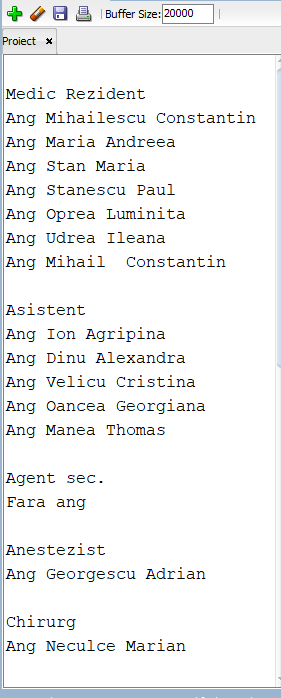 Buffer Size: 20000
Proiect
Medic Rezident
Ang Mihailescu Constantin
Ang Maria Andreea
Ang Stan Maria
Ang Stanescu Paul
Ang Oprea Luminita
Ang Udrea Ileana
Ang Mihail  Constantin
Asistent
Ang Ion Agripina
Ang Dinu Alexandra
Ang Velicu Cristina
Ang Oancea Georgiana
Ang Manea Thomas
Agent sec.
Fara ang
Anestezist
Ang Georgescu Adrian
Chirurg
Ang Neculce Marian